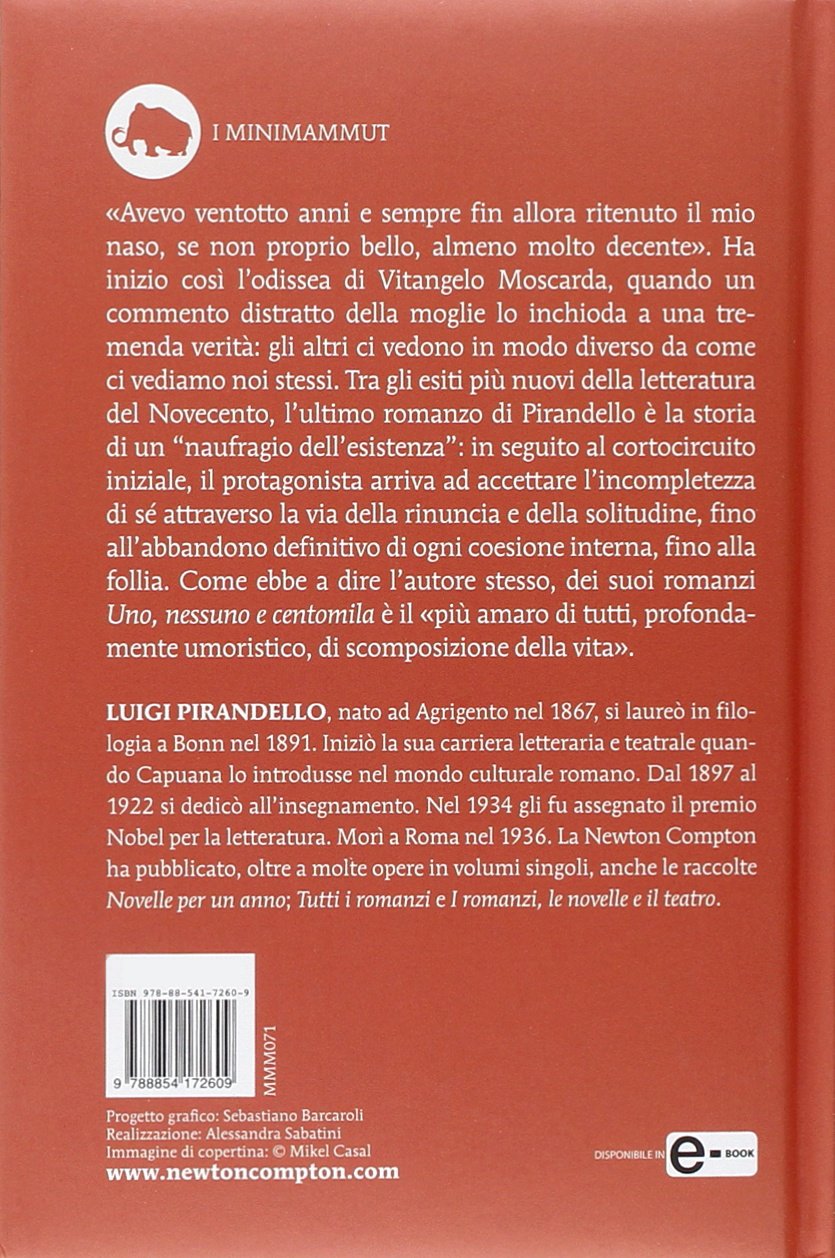 I MINIMAMMUT
«Avevo ventotto anni e sempre fin allora ritenuto il mio
naso, se non proprio bello, almeno molto decente». Ha
inizio così l'odissea di Vitangelo Moscarda, quando un
commento distratto della moglie lo inchioda a una tre-
menda verità: gli altri ci vedono in modo diverso da come
ci vediamo noi stessi. Tra gli esiti più nuovi della letteratura
del Novecento, l'ultimo romanzo di Pirandello è la storia
di un “naufragio dell'esistenza”: in seguito al cortocircuito
iniziale, il protagonista arriva ad accettare l'incompletezza
di sé attraverso la via della rinuncia e della solitudine, fino
all'abbandono definitivo di ogni coesione interna, fino alla
follia. Come ebbe a dire l'autore stesso, dei suoi romanzi
Uno, nessuno e centomila è il «più amaro di tutti, profonda-
mente umoristico, di scomposizione della vita».
LUIGI PIRANDELLO, nato ad Agrigento nel 1867, si laureò in filo-
logia a Bonn nel 1891. Iniziò la sua carriera letteraria e teatrale quan-
do Capuana lo introdusse nel mondo culturale romano. Dal 1897 al
1922 si dedicò all'insegnamento. Nel 1934 gli fu assegnato il premio
Nobel per la letteratura. Morì a Roma nel 1936. La Newton Compton
ha pubblicato, oltre a molte opere in volumi singoli, anche le raccolte
Novelle per un anno; Tutti i romanzi e I romanzi, le novelle e il teatro.
ISBN 978-88-541-7260-9
9 788854 172609
MMM071
Progetto grafico: Sebastiano Barcaroli
Realizzazione: Alessandra Sabatini
Immagine di copertina: © Mikel Casal
www.newtoncompton.com
DISPONIBILE IN e-BOOK